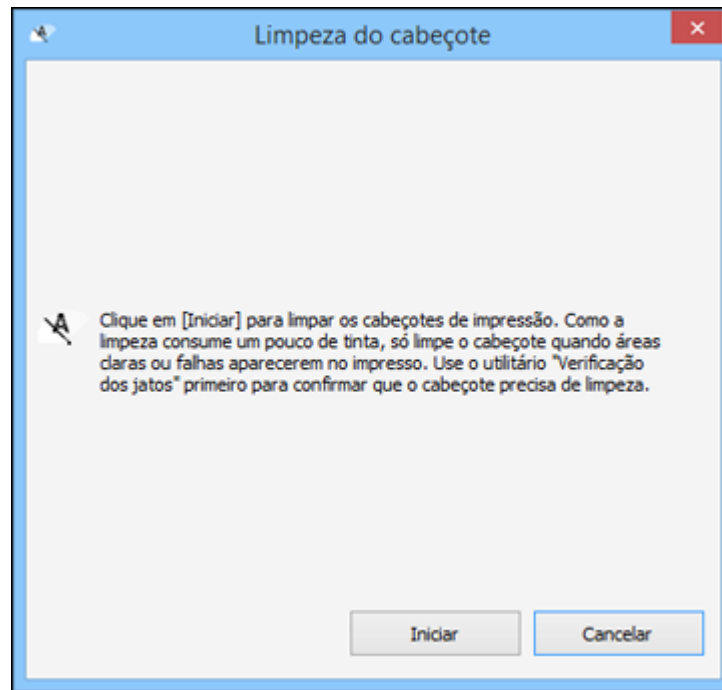 Limpeza do cabeçote
Clique em [Iniciar] para limpar os cabeçotes de impressão. Como a
limpeza consume um pouco de tinta, só limpe o cabeçote quando áreas
claras ou falhas aparecerem no impresso. Use o utilitário "Verificação
dos jatos" primeiro para confirmar que o cabeçote precisa de limpeza.
Iniciar
Cancelar